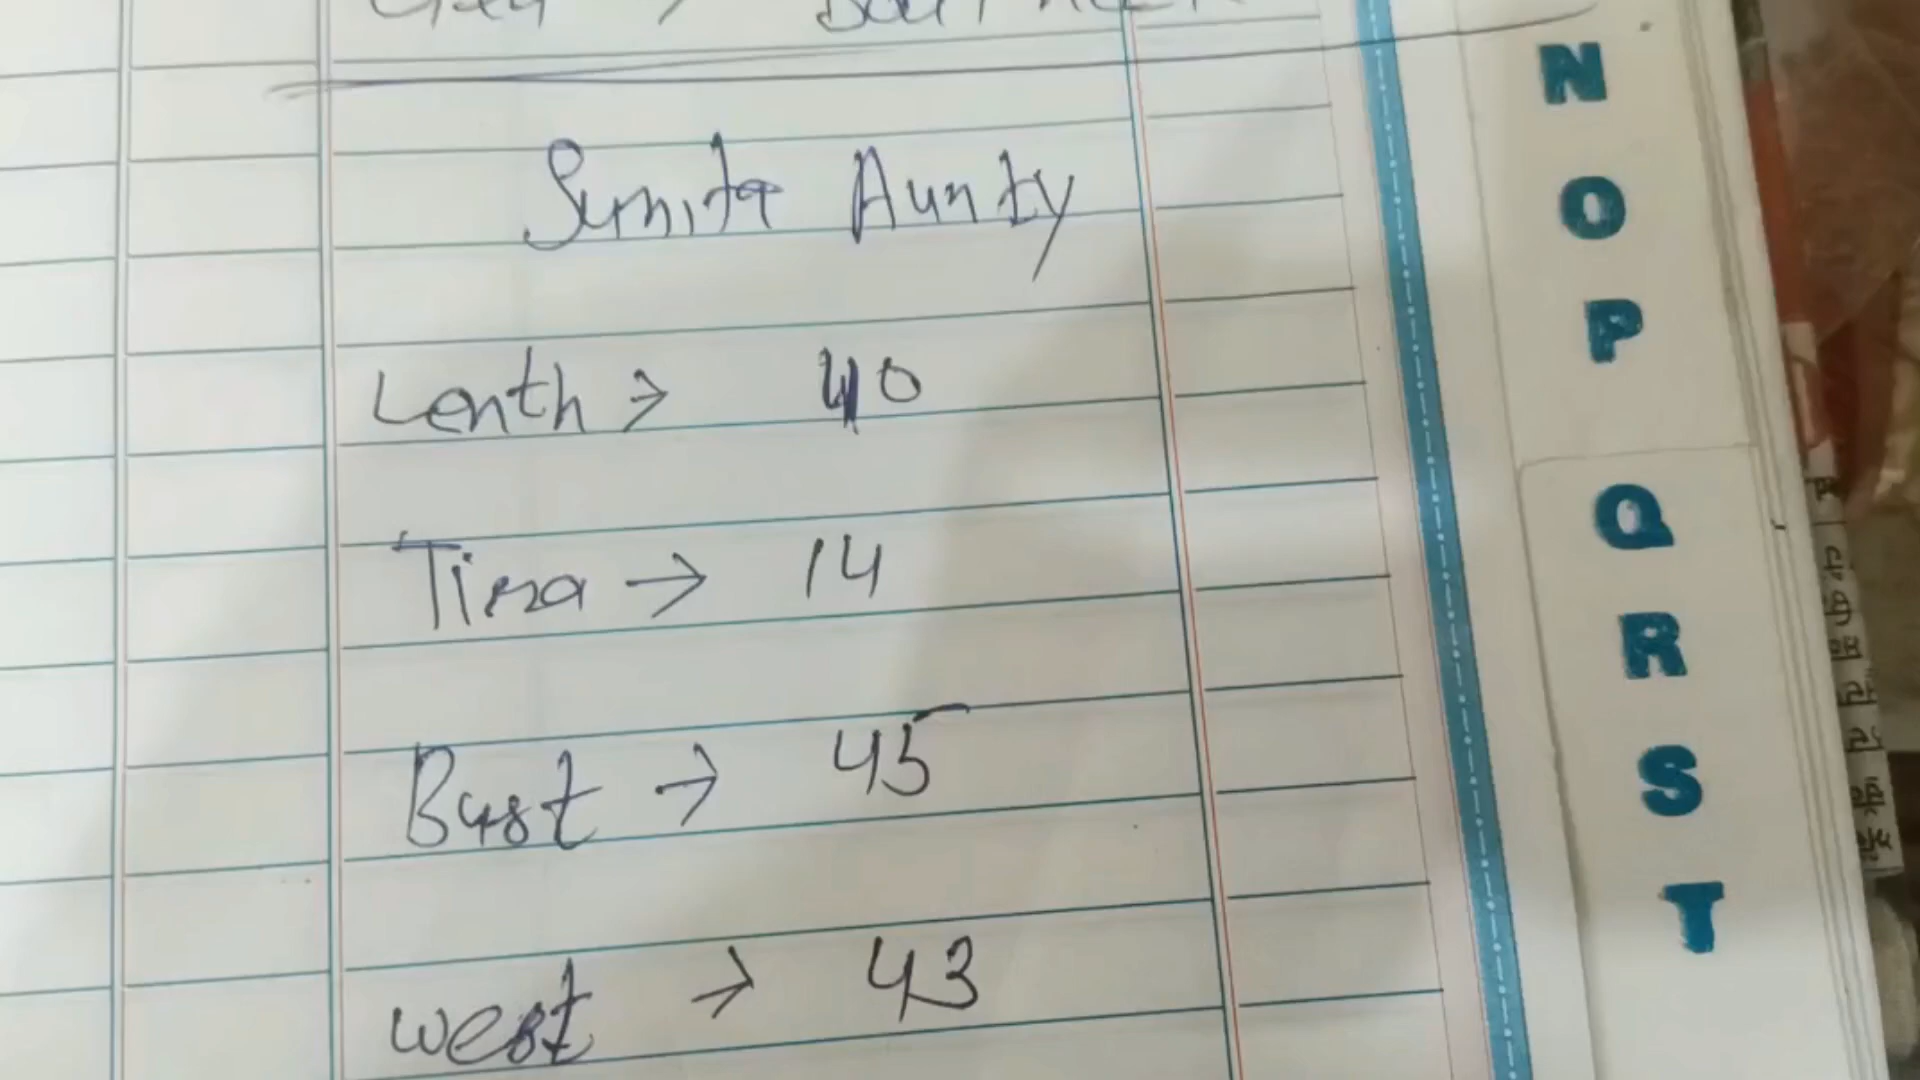 Sunita Aunty
Lenth → 40
Tira → 14
Bust → 45
west → 43
N
O
P
Q
R
S
T